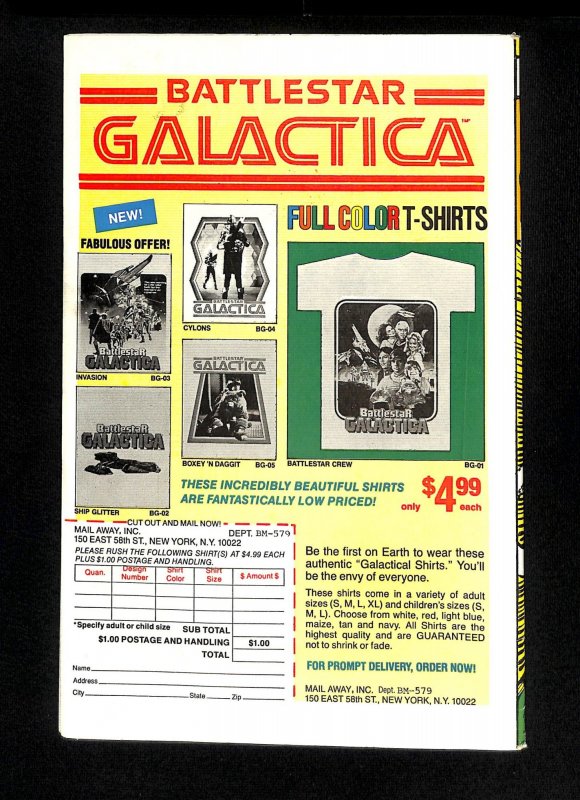 BATTLESTAR
GALACTICA™
NEW!
FABULOUS OFFER!
FULL COLOR T-SHIRTS
BattlestaR
GALACTICA
INVASION BG-03
BATTLESTAR
GALACTICA
CYLONS BG-04
BattlestaR
GALACTICA
SHIP GLITTER BG-02
BATTLESTAR
GALACTICA
BOXEY 'N DAGGIT BG-05
BattlestaR
GALACTICA
BATTLESTAR CREW BG-01
THESE INCREDIBLY BEAUTIFUL SHIRTS
ARE FANTASTICALLY LOW PRICED!
only $4.99 each
CUT OUT AND MAIL NOW!
MAIL AWAY, INC. DEPT. BM-579
150 EAST 58th ST., NEW YORK, N.Y. 10022
PLEASE RUSH THE FOLLOWING SHIRT(S) AT $4.99 EACH
PLUS $1.00 POSTAGE AND HANDLING.
Quan. Design Number Shirt Color Shirt Size $ Amount $
*Specify adult or child size SUB TOTAL
$1.00 POSTAGE AND HANDLING $1.00
TOTAL
Name
Address
City State Zip
Be the first on Earth to wear these
authentic "Galactical Shirts." You'll
be the envy of everyone.
These shirts come in a variety of adult
sizes (S, M, L, XL) and children's sizes (S,
M, L). Choose from white, red, light blue,
maize, tan and navy. All Shirts are the
highest quality and are GUARANTEED
not to shrink or fade.
FOR PROMPT DELIVERY, ORDER NOW!
MAIL AWAY, INC. Dept. BM-579
150 EAST 58th ST., NEW YORK, N.Y. 10022